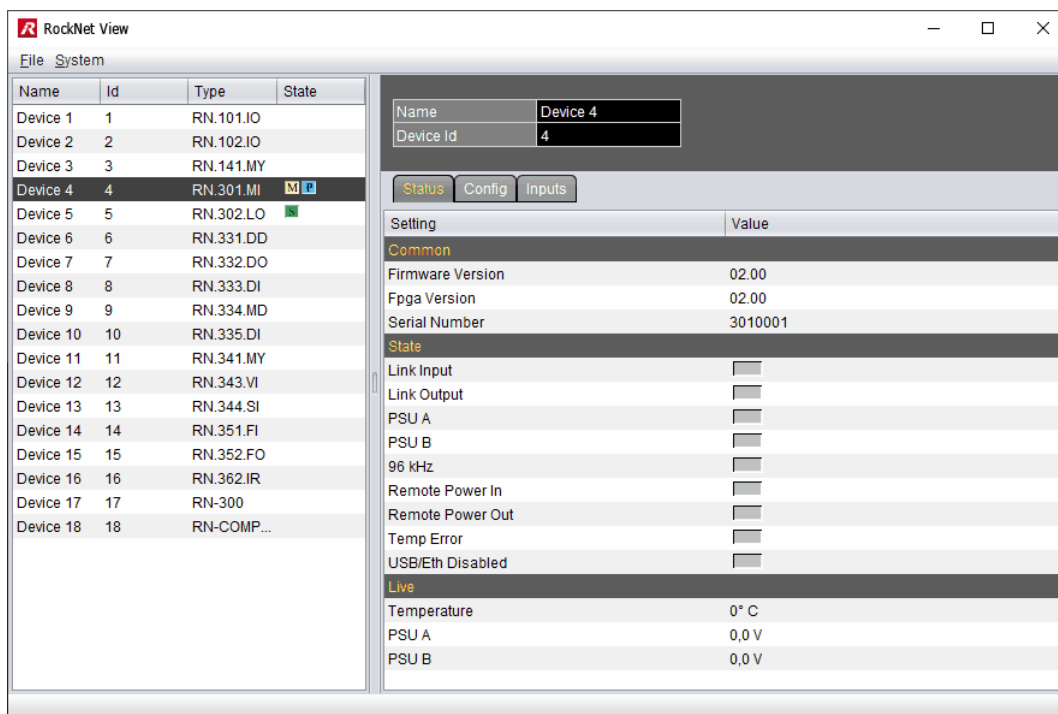 R RockNet View
File System
Name Id Type State
Device 1 1 RN.101.IO
Device 2 2 RN.102.IO
Device 3 3 RN.141.MY
Device 4 4 RN.301.MI M P
Device 5 5 RN.302.LO S
Device 6 6 RN.331.DD
Device 7 7 RN.332.DO
Device 8 8 RN.333.DI
Device 9 9 RN.334.MD
Device 10 10 RN.335.DI
Device 11 11 RN.341.MY
Device 12 12 RN.343.VI
Device 13 13 RN.344.SI
Device 14 14 RN.351.FI
Device 15 15 RN.352.FO
Device 16 16 RN.362.IR
Device 17 17 RN-300
Device 18 18 RN-COMP...
Name Device 4
Device Id 4
Status Config Inputs
Setting Value
Common
Firmware Version 02.00
Fpga Version 02.00
Serial Number 3010001
State
Link Input
Link Output
PSU A
PSU B
96 kHz
Remote Power In
Remote Power Out
Temp Error
USB/Eth Disabled
Live
Temperature 0° C
PSU A 0,0 V
PSU B 0,0 V